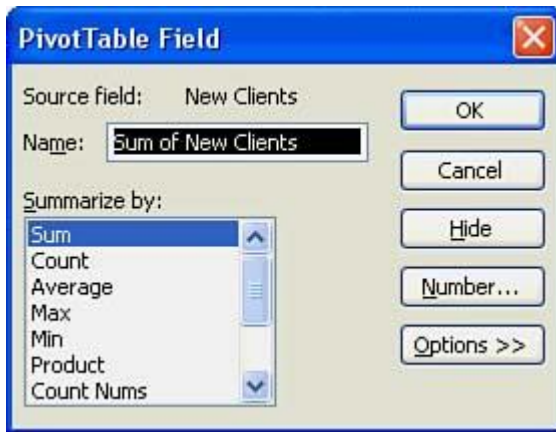 PivotTable Field
Source field: New Clients
Name: Sum of New Clients
Summarize by:
Sum
Count
Average
Max
Min
Product
Count Nums
OK
Cancel
Hide
Number...
Options >>